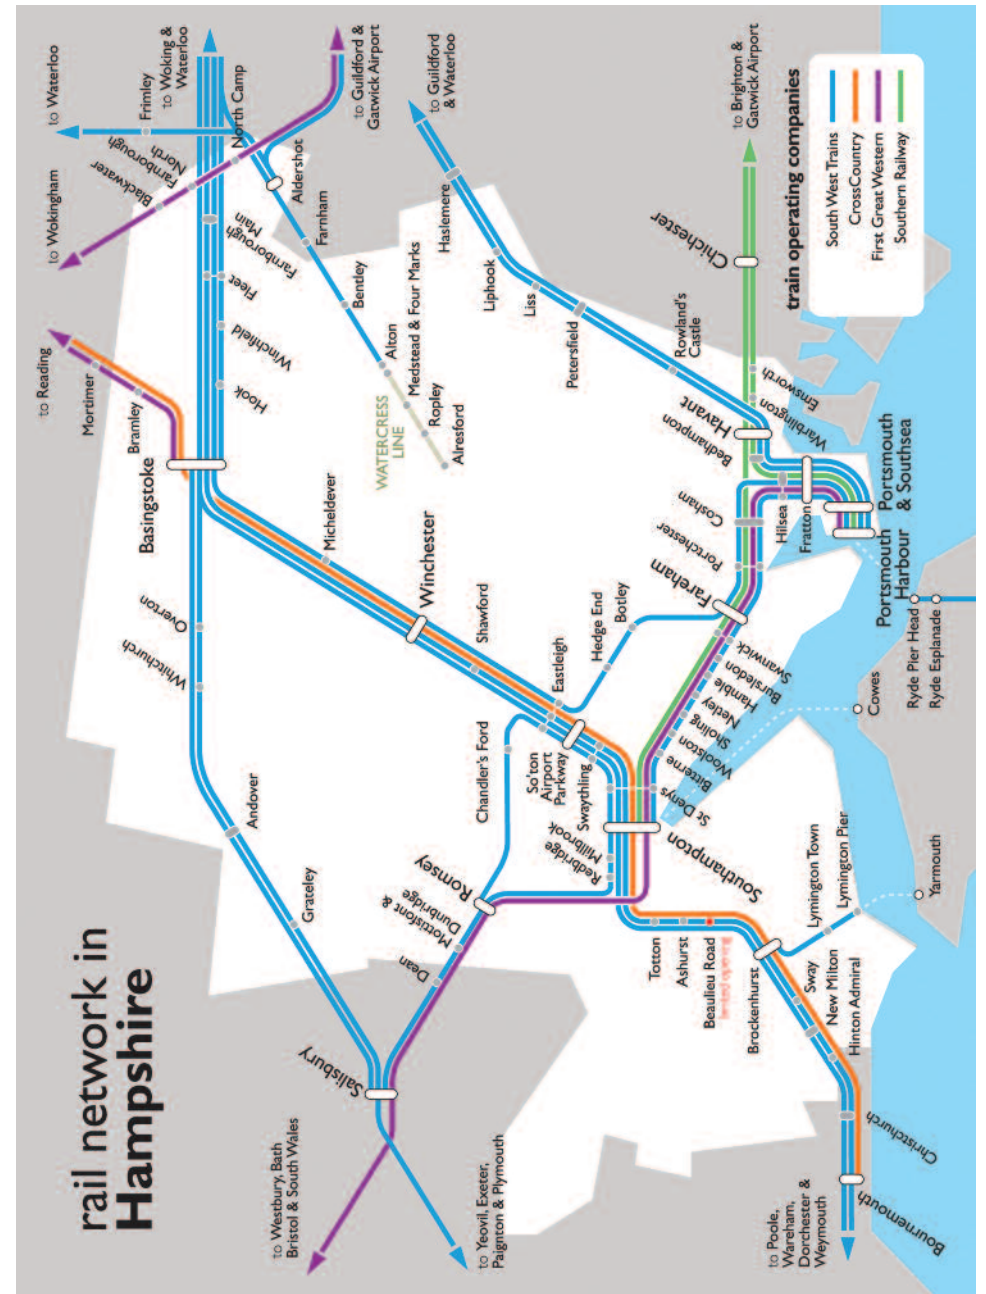 rail network in
Hampshire
to Westbury, Bath
Bristol & South Wales
to Yeovil, Exeter,
Paignton & Plymouth
to Poole,
Wareham,
Dorchester &
Weymouth
Salisbury
Grateley
Andover
Whitchurch
Overton
Basingstoke
Bramley
Mortimer
to Reading
Hook
Winchfield
Fleet
Farnborough
Main
to Wokingham
Blackwater
Farnborough
North
Frimley
to Waterloo
to Woking &
Waterloo
North Camp
to Guildford &
Gatwick Airport
Aldershot
Farnham
Bentley
Alton
Medstead & Four Marks
Ropley
Alresford
WATERCRESS
LINE
to Guildford
& Waterloo
Haslemere
Liphook
Liss
Petersfield
Rowland's
Castle
Micheldever
Winchester
Shawford
Eastleigh
Chandler's Ford
So'ton
Airport
Parkway
Swaythling
Hedge End
Botley
Dean
Mottisfont &
Dunbridge
Romsey
Redbridge
Millbrook
Southampton
St Denys
Bitterne
Woolston
Sholing
Netley
Hamble
Bursledon
Swanwick
Fareham
Portchester
Cosham
Bedhampton
Havant
Warblington
Emsworth
Chichester
to Brighton &
Gatwick Airport
Hilsea
Fratton
Portsmouth
& Southsea
Portsmouth
Harbour
Ryde Pier Head
Ryde Esplanade
Cowes
Yarmouth
Totton
Ashurst
Beaulieu Road
limited opening
Brockenhurst
Lymington Town
Lymington Pier
Sway
New Milton
Hinton Admiral
Christchurch
Bournemouth
train operating companies
South West Trains
CrossCountry
First Great Western
Southern Railway